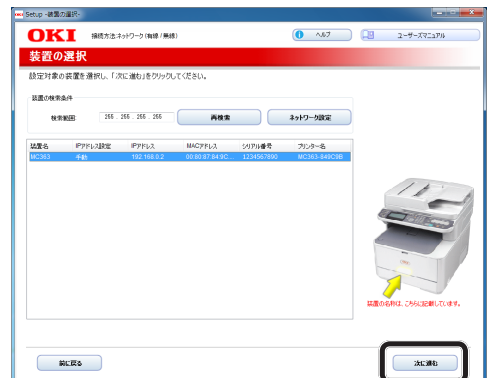 Setup -装置の選択-
OKI 接続方法:ネットワーク(有線/無線) ヘルプ ユーザーズマニュアル
装置の選択
設定対象の装置を選択し、「次に進む」をクリックしてください。
装置の検索条件
検索範囲: 255 . 255 . 255 . 255 再検索 ネットワーク設定
装置名 IPアドレス設定 IPアドレス MACアドレス シリアル番号 プリンター名
MC363 手動 192.168.0.2 00:80:87:84:9C... 1234567890 MC363-849C9B
装置の名称は、こちらに記載しています。
前に戻る 次に進む